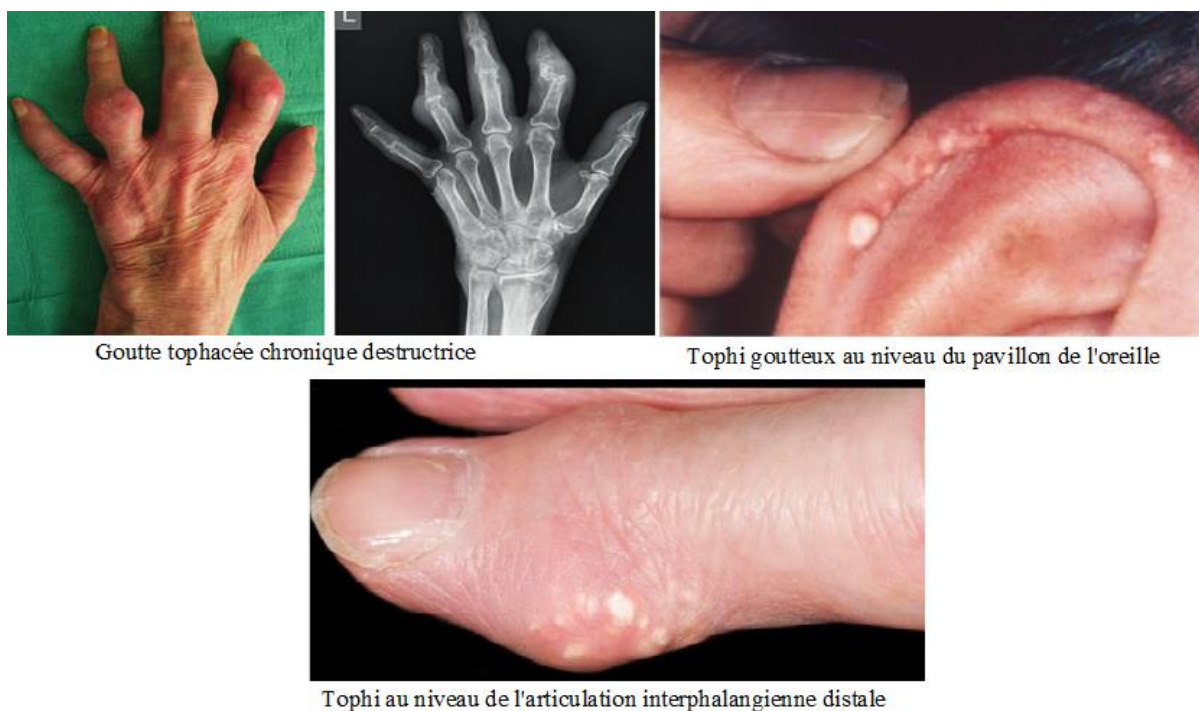 L
Goutte tophacée chronique destructrice
Tophi goutteux au niveau du pavillon de l'oreille
Tophi au niveau de l'articulation interphalangienne distale